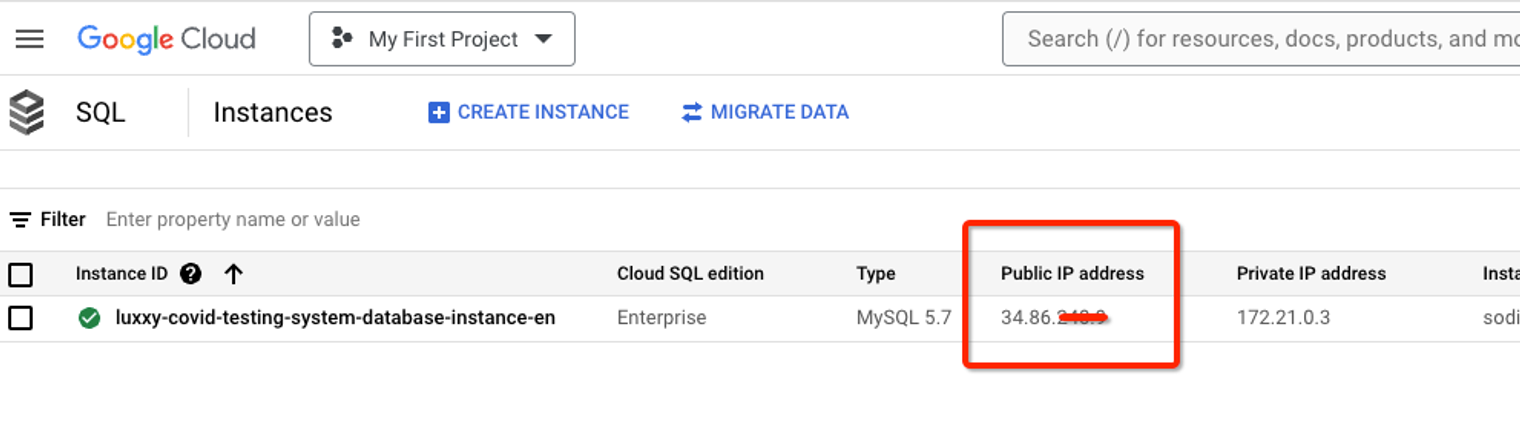 Google Cloud My First Project Search (/) for resources, docs, products, and mo
SQL Instances CREATE INSTANCE MIGRATE DATA
Filter Enter property name or value
Instance ID Cloud SQL edition Type Public IP address Private IP address Insta
luxxy-covid-testing-system-database-instance-en Enterprise MySQL 5.7 34.86. 172.21.0.3 sodi